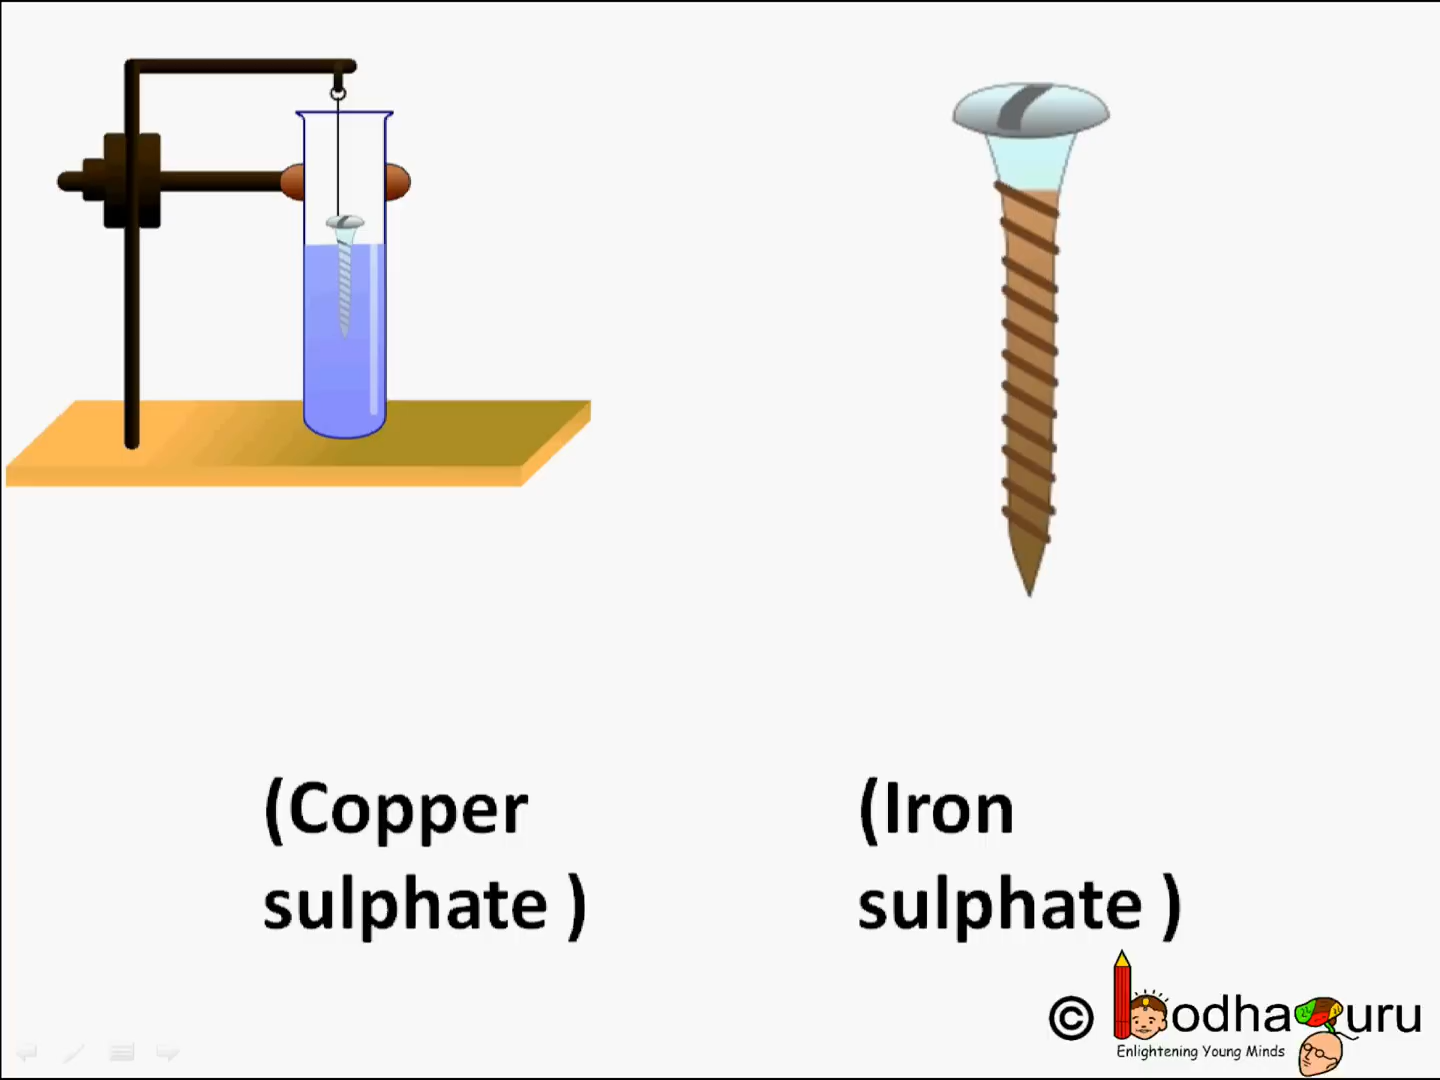 (Copper
sulphate )
(Iron
sulphate )
© bodhaguru
Enlightening Young Minds